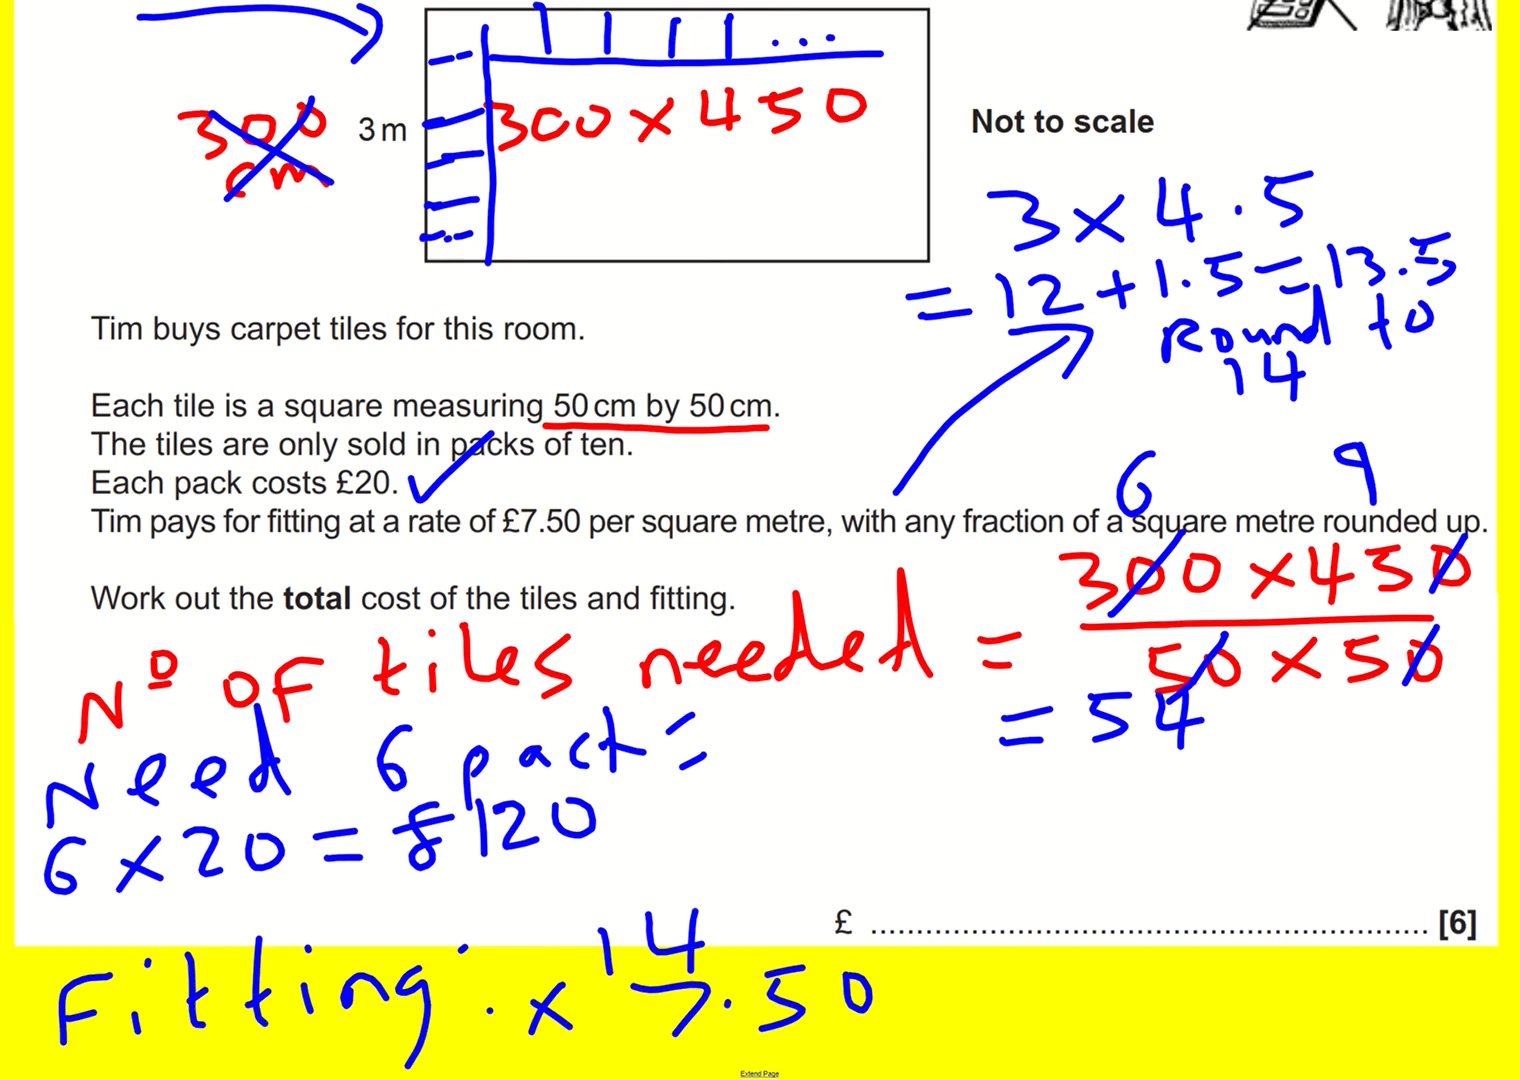 300 cm
3 m
300 x 450
Not to scale
3 x 4.5
= 12 + 1.5 = 13.5
Round to
14
Tim buys carpet tiles for this room.
Each tile is a square measuring 50 cm by 50 cm.
The tiles are only sold in packs of ten.
Each pack costs £20.
Tim pays for fitting at a rate of £7.50 per square metre, with any fraction of a square metre rounded up.
6 9
Work out the total cost of the tiles and fitting.
300 x 450
Nº of tiles needed =
50 x 50
= 54
Need 6 pack =
6 x 20 = £120
£ ........................................................ [6]
Fitting: 14
x 7.50
Extend Page